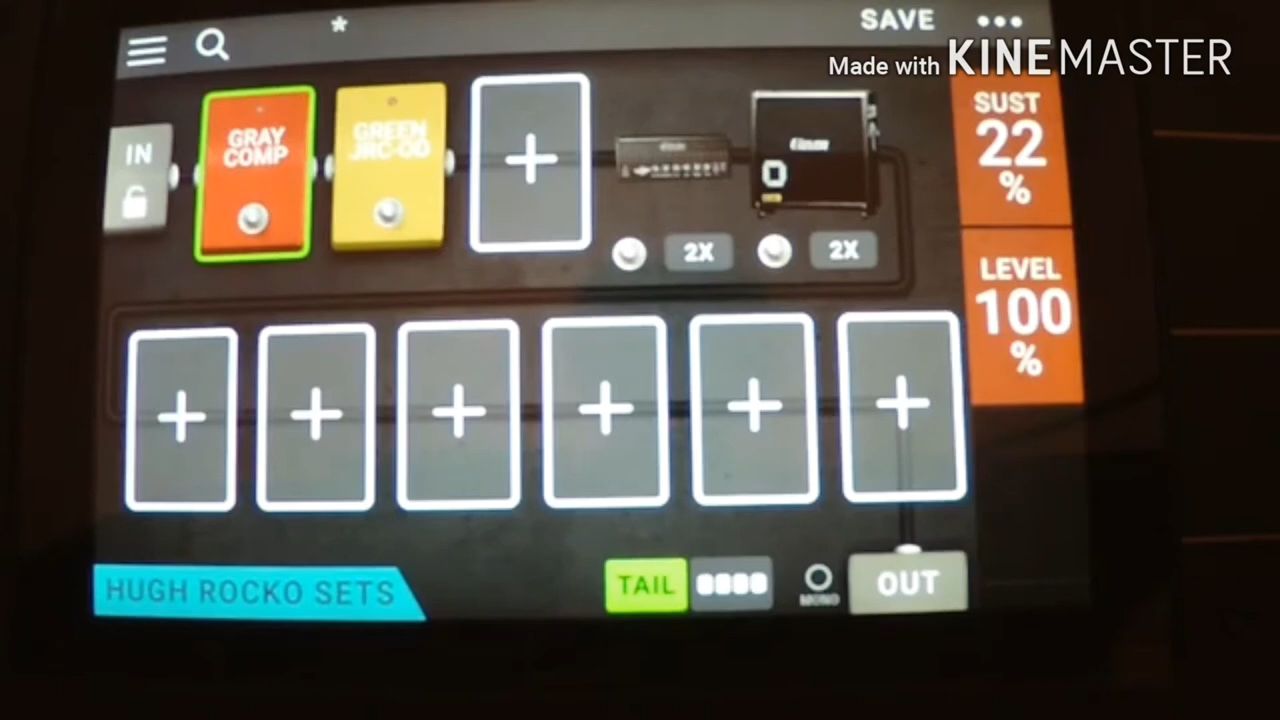 *
SAVE
Made with KINEMASTER
IN
GRAY
COMP
GREEN
JRC-OD
2X
2X
SUST
22
%
LEVEL
100
%
HUGH ROCKO SETS
TAIL
MONO
OUT